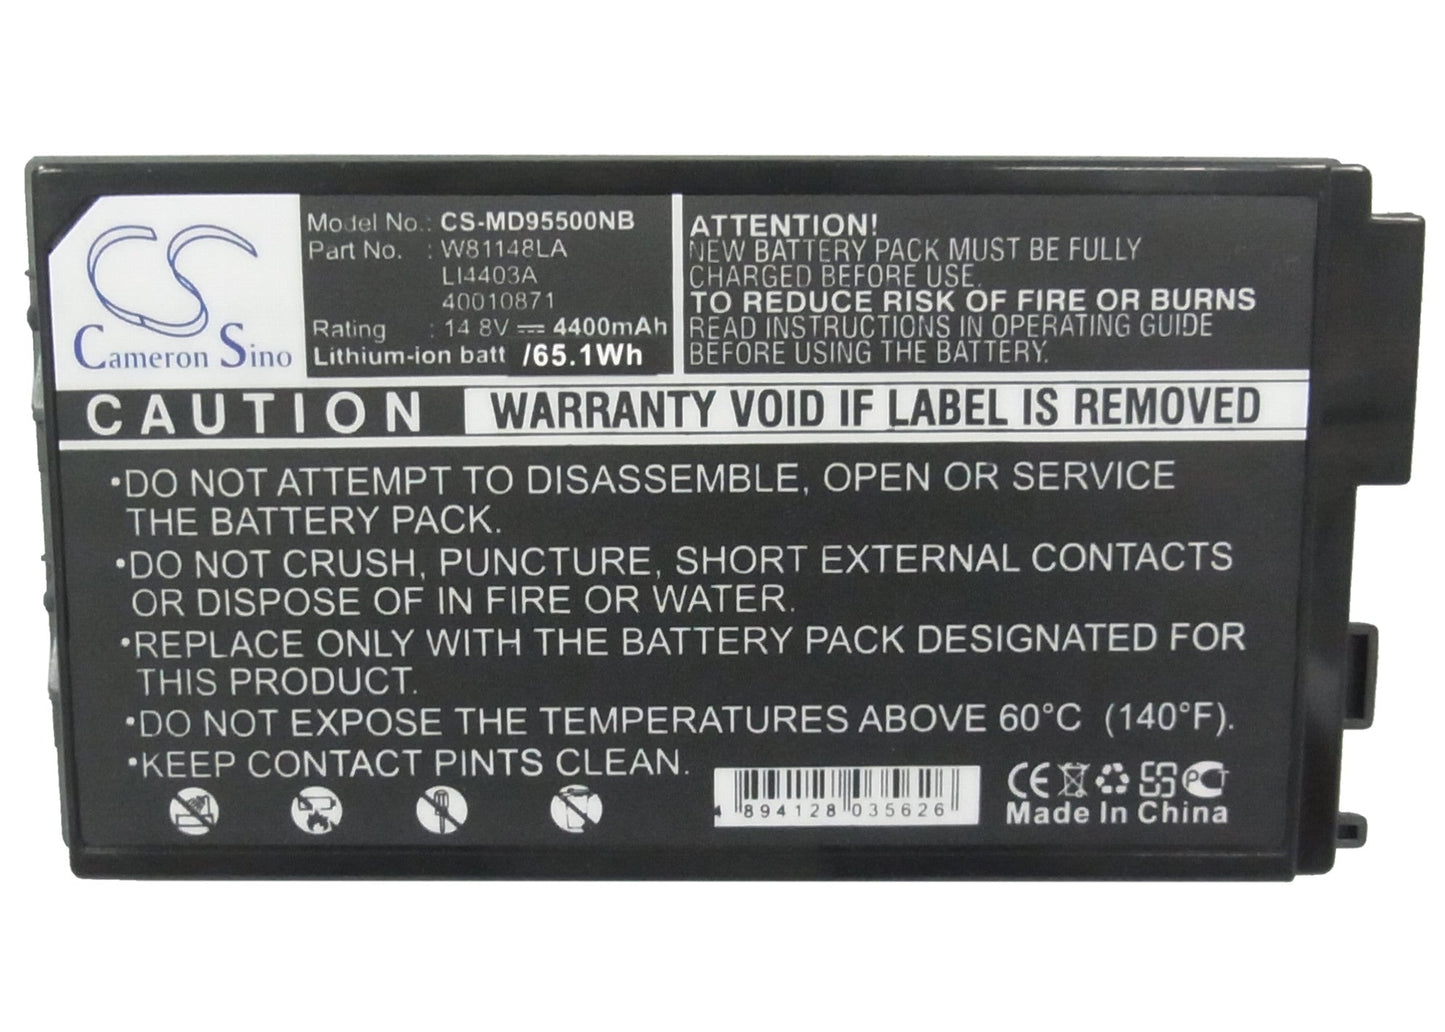 CS
Cameron Sino
Model No.: CS-MD95500NB
Part No. : W81148LA
LI4403A
40010871
Rating : 14.8V 4400mAh
Lithium-ion batt /65.1Wh
ATTENTION!
NEW BATTERY PACK MUST BE FULLY
CHARGED BEFORE USE.
TO REDUCE RISK OF FIRE OR BURNS
READ INSTRUCTIONS IN OPERATING GUIDE
BEFORE USING THE BATTERY.
CAUTION WARRANTY VOID IF LABEL IS REMOVED
•DO NOT ATTEMPT TO DISASSEMBLE, OPEN OR SERVICE
THE BATTERY PACK.
•DO NOT CRUSH, PUNCTURE, SHORT EXTERNAL CONTACTS
OR DISPOSE OF IN FIRE OR WATER.
•REPLACE ONLY WITH THE BATTERY PACK DESIGNATED FOR
THIS PRODUCT.
•DO NOT EXPOSE THE TEMPERATURES ABOVE 60°C (140°F).
•KEEP CONTACT PINTS CLEAN.
4 894128 035626
CE PCT
Made In China